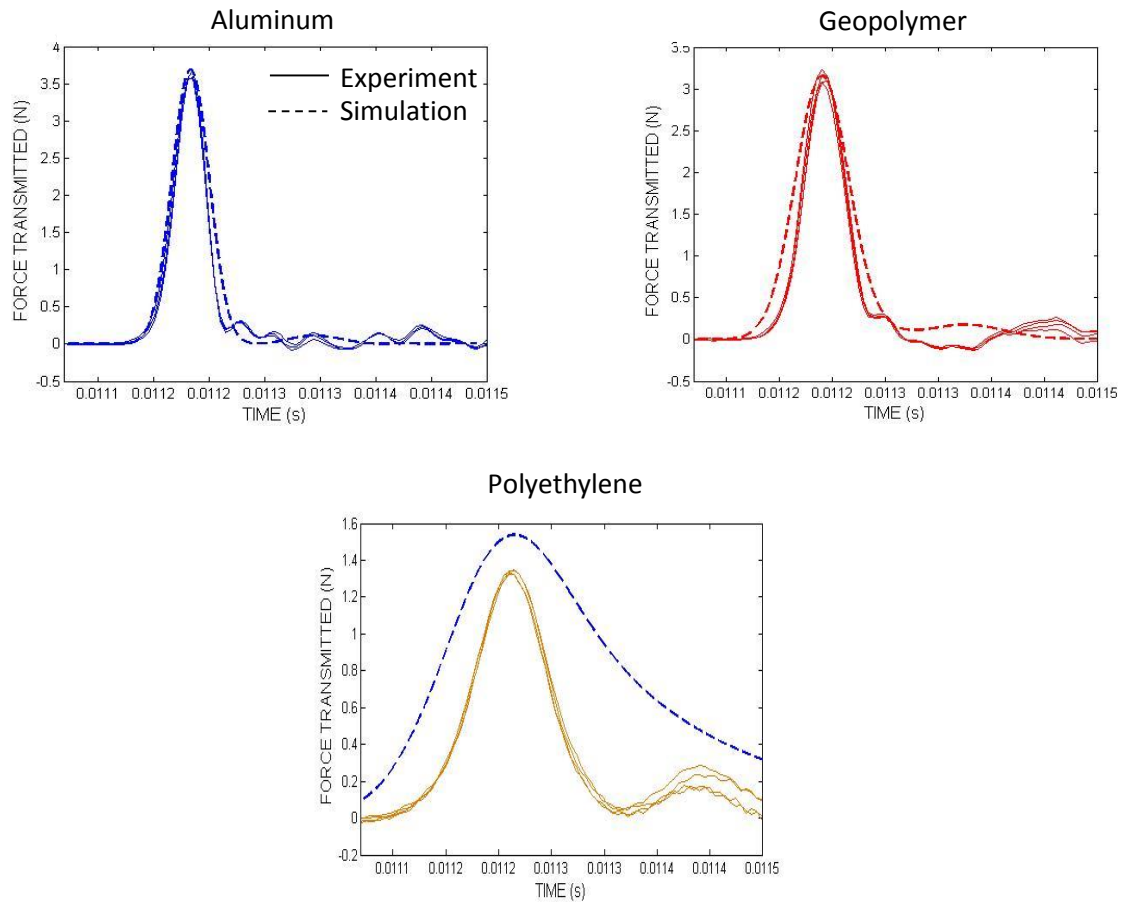 Aluminum
4
3.5
3
2.5
2
1.5
1
0.5
0
-0.5
FORCE TRANSMITTED (N)
Experiment
Simulation
0.0111 0.0112 0.0112 0.0113 0.0113 0.0114 0.0114 0.0115
TIME (s)
Geopolymer
3.5
3
2.5
2
1.5
1
0.5
0
-0.5
FORCE TRANSMITTED (N)
0.0111 0.0112 0.0112 0.0113 0.0113 0.0114 0.0114 0.0115
TIME (s)
Polyethylene
1.6
1.4
1.2
1
0.8
0.6
0.4
0.2
0
-0.2
FORCE TRANSMITTED (N)
0.0111 0.0112 0.0112 0.0113 0.0113 0.0114 0.0114 0.0115
TIME (s)